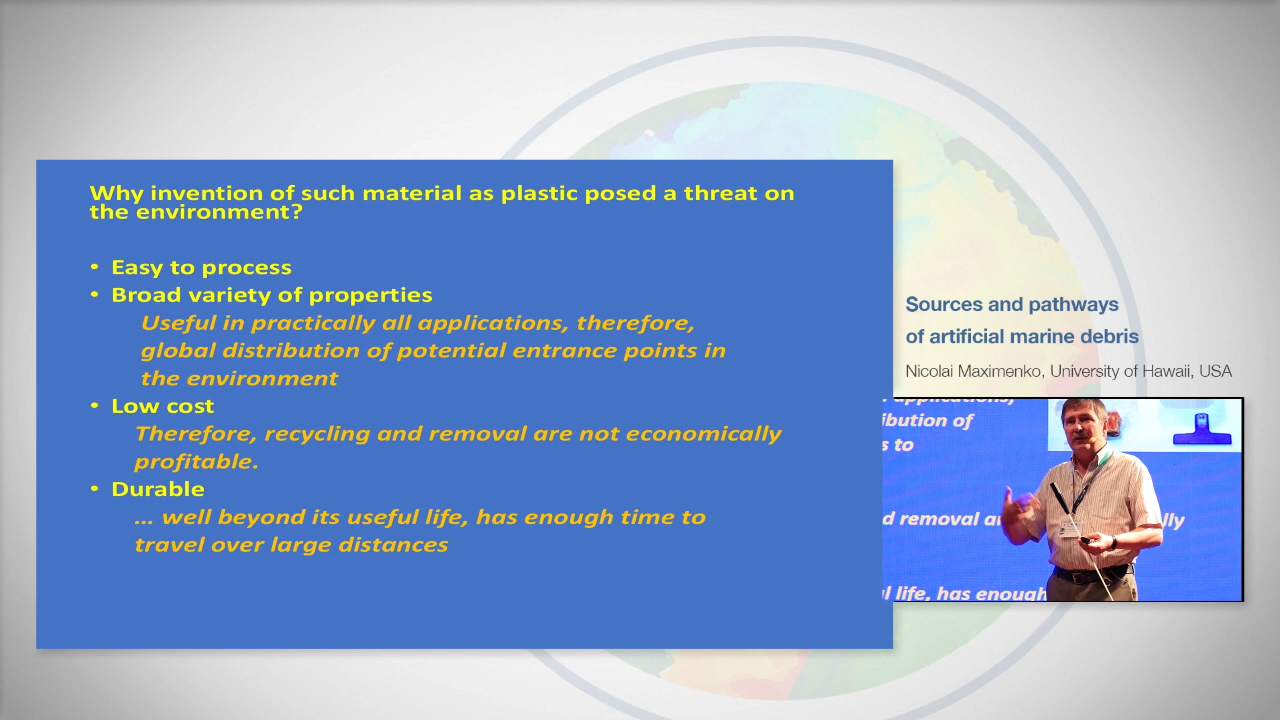 Why invention of such material as plastic posed a threat on
the environment?
• Easy to process
• Broad variety of properties
Useful in practically all applications, therefore,
global distribution of potential entrance points in
the environment
• Low cost
Therefore, recycling and removal are not economically
profitable.
• Durable
... well beyond its useful life, has enough time to
travel over large distances
Sources and pathways
of artificial marine debris
Nicolai Maximenko, University of Hawaii, USA
applications,
ibution of
s to
d removal a
lly
l life, has enough